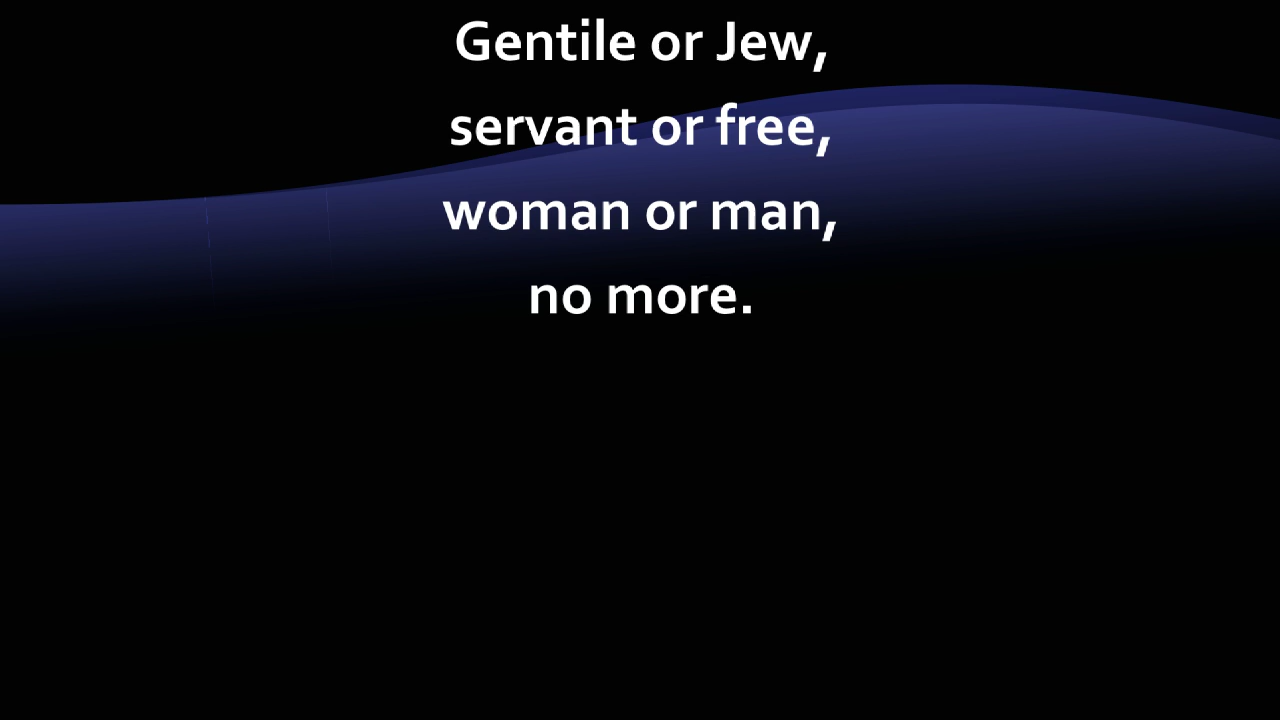 Gentile or Jew,
servant or free,
woman or man,
no more.